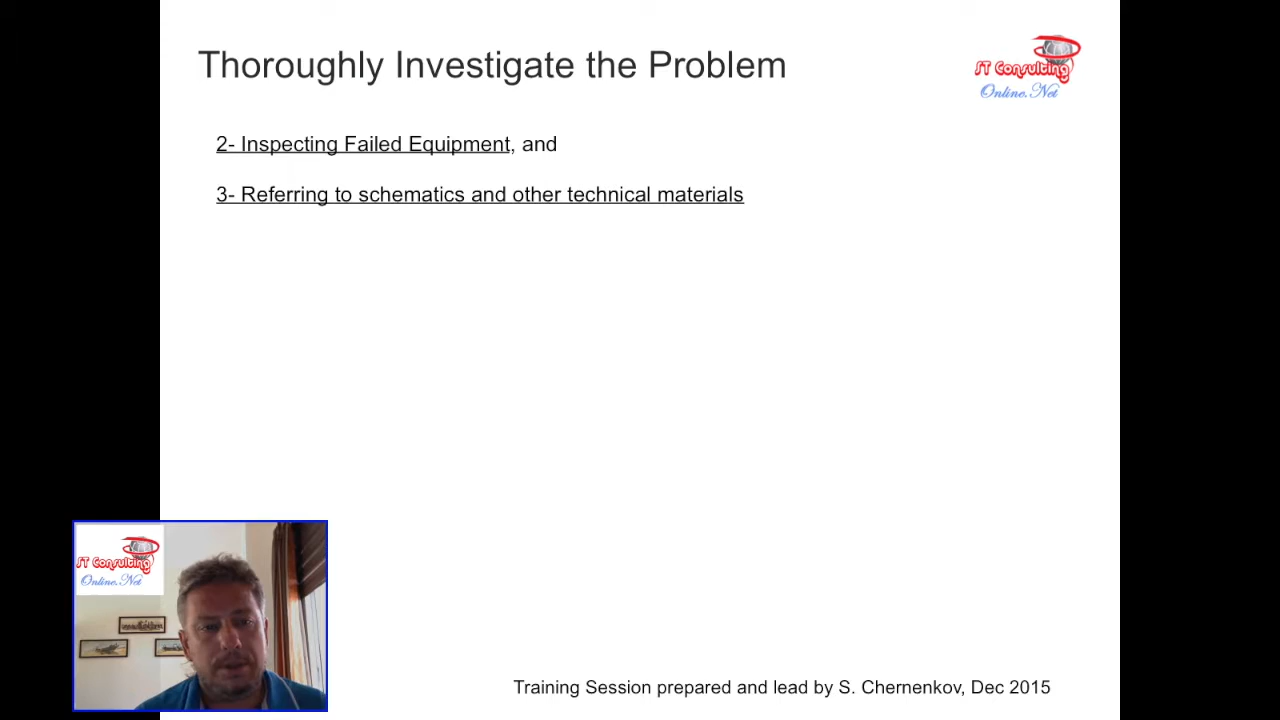 Thoroughly Investigate the Problem
ST Consulting
Online.Net
2- Inspecting Failed Equipment, and
3- Referring to schematics and other technical materials
ST Consulting
Online.Net
Training Session prepared and lead by S. Chernenkov, Dec 2015